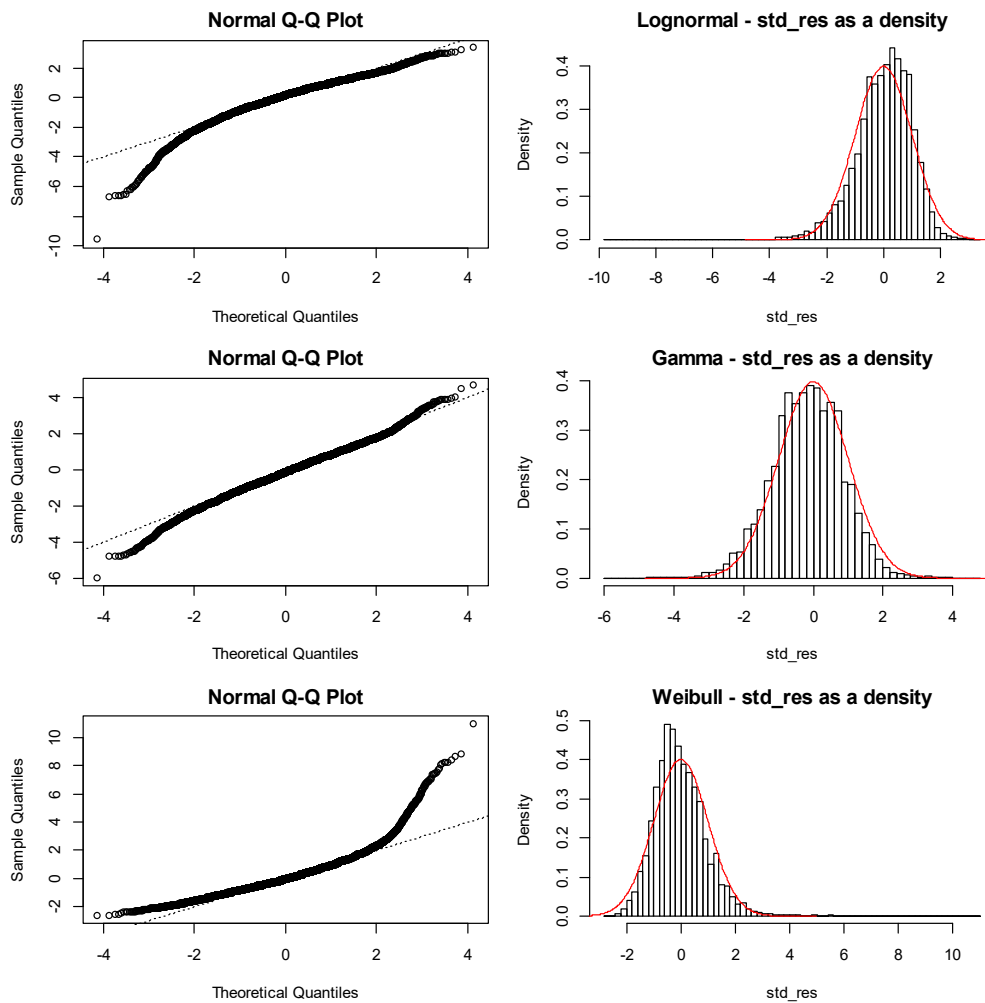 Normal Q-Q Plot
Sample Quantiles
2
0
-2
-4
-6
-10
-4 -2 0 2 4
Theoretical Quantiles
Lognormal - std_res as a density
Density
0.4
0.3
0.2
0.1
0.0
-10 -8 -6 -4 -2 0 2
std_res
Normal Q-Q Plot
Sample Quantiles
4
2
0
-2
-4
-6
-4 -2 0 2 4
Theoretical Quantiles
Gamma - std_res as a density
Density
0.4
0.3
0.2
0.1
0.0
-6 -4 -2 0 2 4
std_res
Normal Q-Q Plot
Sample Quantiles
10
8
6
4
2
0
-2
-4 -2 0 2 4
Theoretical Quantiles
Weibull - std_res as a density
Density
0.5
0.4
0.3
0.2
0.1
0.0
-2 0 2 4 6 8 10
std_res